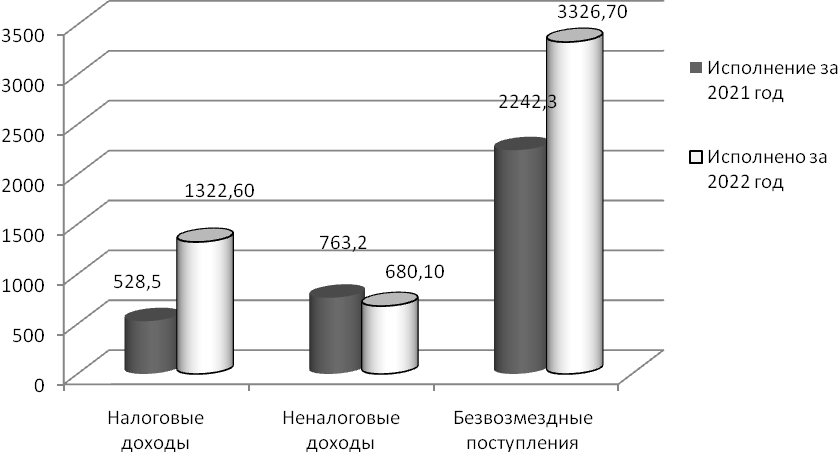 3326,70
3500
3000
2500
2000
1500
1000
500
0
2242,3
1322,60
763,2
680,10
528,5
Налоговые
доходы
Неналоговые
доходы
Безвозмездные
поступления
Исполнение за
2021 год
Исполнено за
2022 год